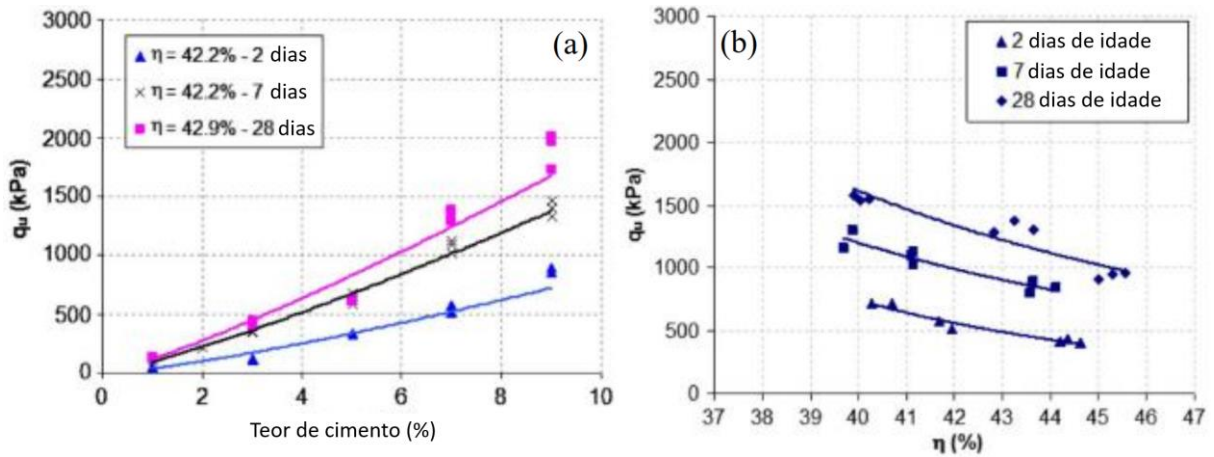 (a)
η = 42.2% - 2 dias
η = 42.2% - 7 dias
η = 42.9% - 28 dias
3000
2500
2000
1500
1000
500
0
qu (kPa)
0 2 4 6 8 10
Teor de cimento (%)
(b)
2 dias de idade
7 dias de idade
28 dias de idade
3000
2500
2000
1500
1000
500
0
qu (kPa)
37 38 39 40 41 42 43 44 45 46 47
η (%)